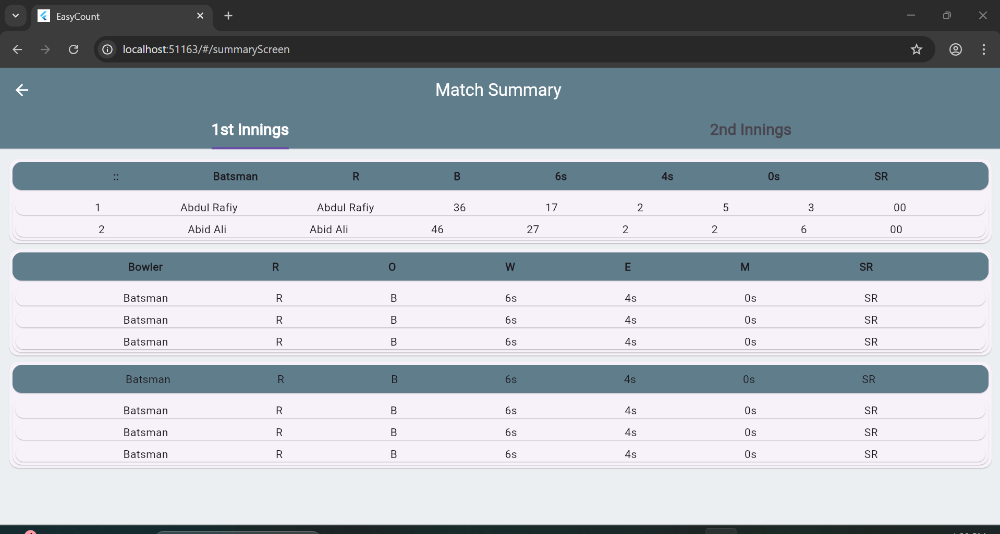 EasyCount
localhost:51163/#/summaryScreen
Match Summary
1st Innings 2nd Innings
:: Batsman R B 6s 4s 0s SR
1 Abdul Rafiy Abdul Rafiy 36 17 2 5 3 00
2 Abid Ali Abid Ali 46 27 2 2 6 00
Bowler R O W E M SR
Batsman R B 6s 4s 0s SR
Batsman R B 6s 4s 0s SR
Batsman R B 6s 4s 0s SR
Batsman R B 6s 4s 0s SR
Batsman R B 6s 4s 0s SR
Batsman R B 6s 4s 0s SR
Batsman R B 6s 4s 0s SR